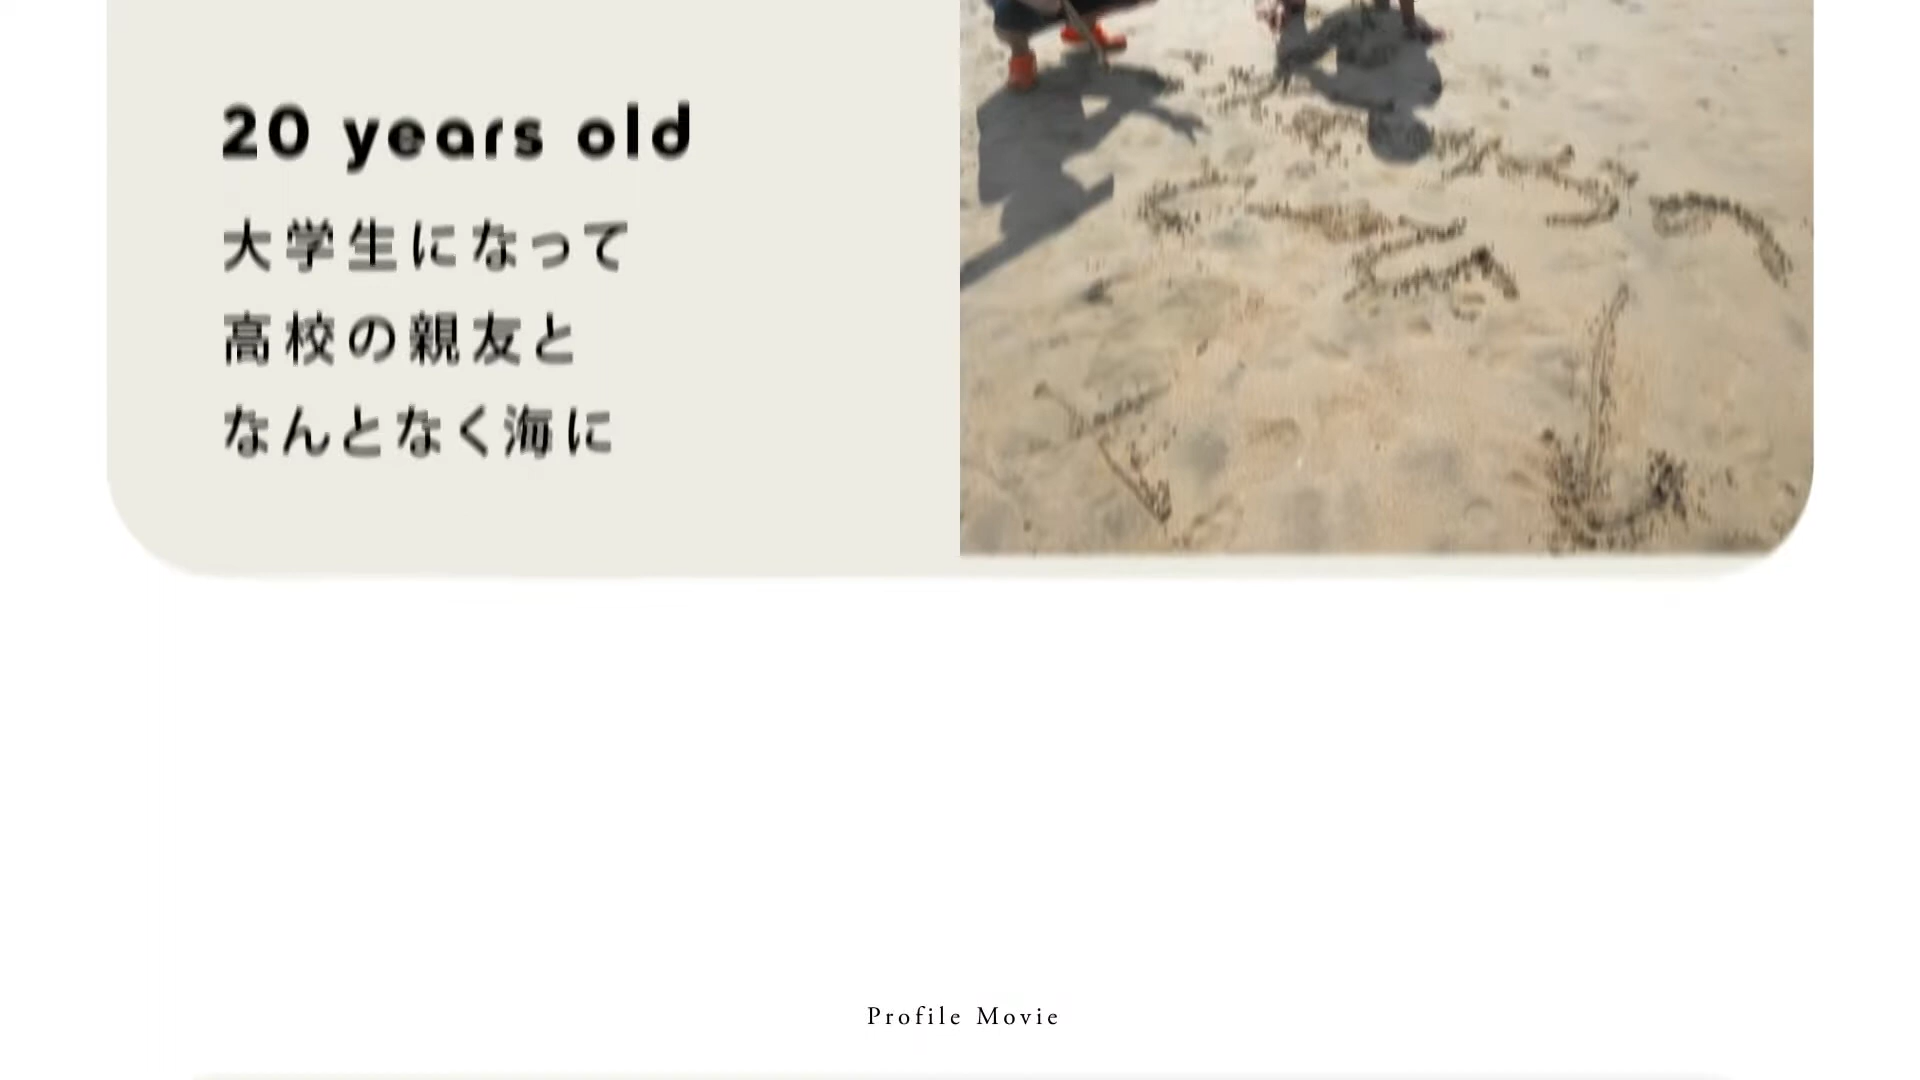 20 years old
大学生になって
高校の親友と
なんとなく海に
Profile Movie